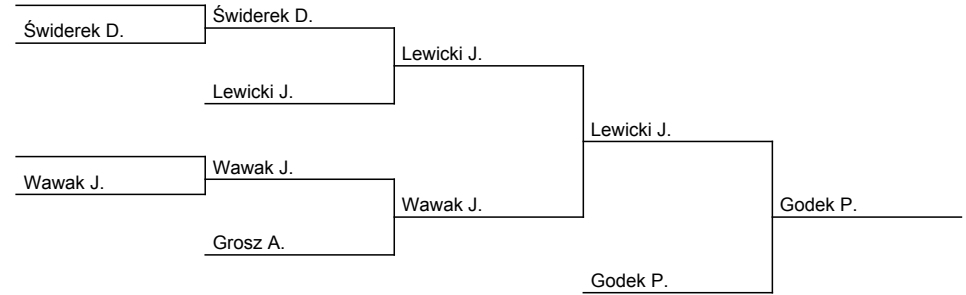 Świderek D.
Świderek D.
Lewicki J.
Lewicki J.
Lewicki J.
Wawak J.
Wawak J.
Wawak J.
Godek P.
Grosz A.
Godek P.